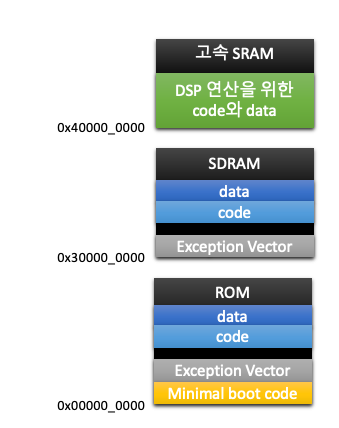 고속 SRAM
DSP 연산을 위한
code와 data
0x40000_0000
SDRAM
data
code
Exception Vector
0x30000_0000
ROM
data
code
Exception Vector
Minimal boot code
0x00000_0000